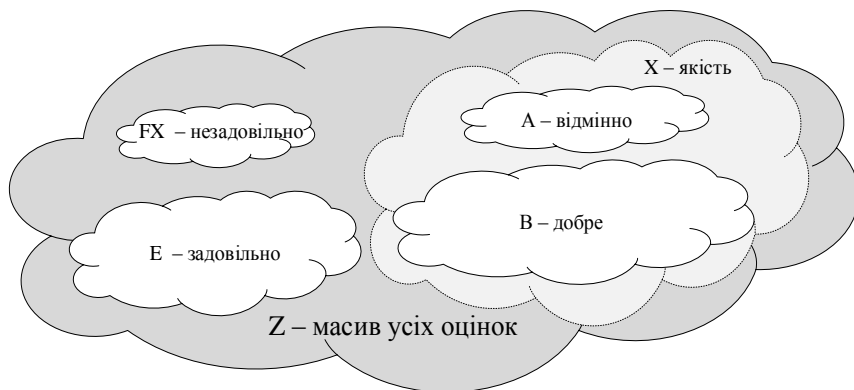 X – якість
FX – незадовільно
A – відмінно
B – добре
E – задовільно
Z – масив усіх оцінок